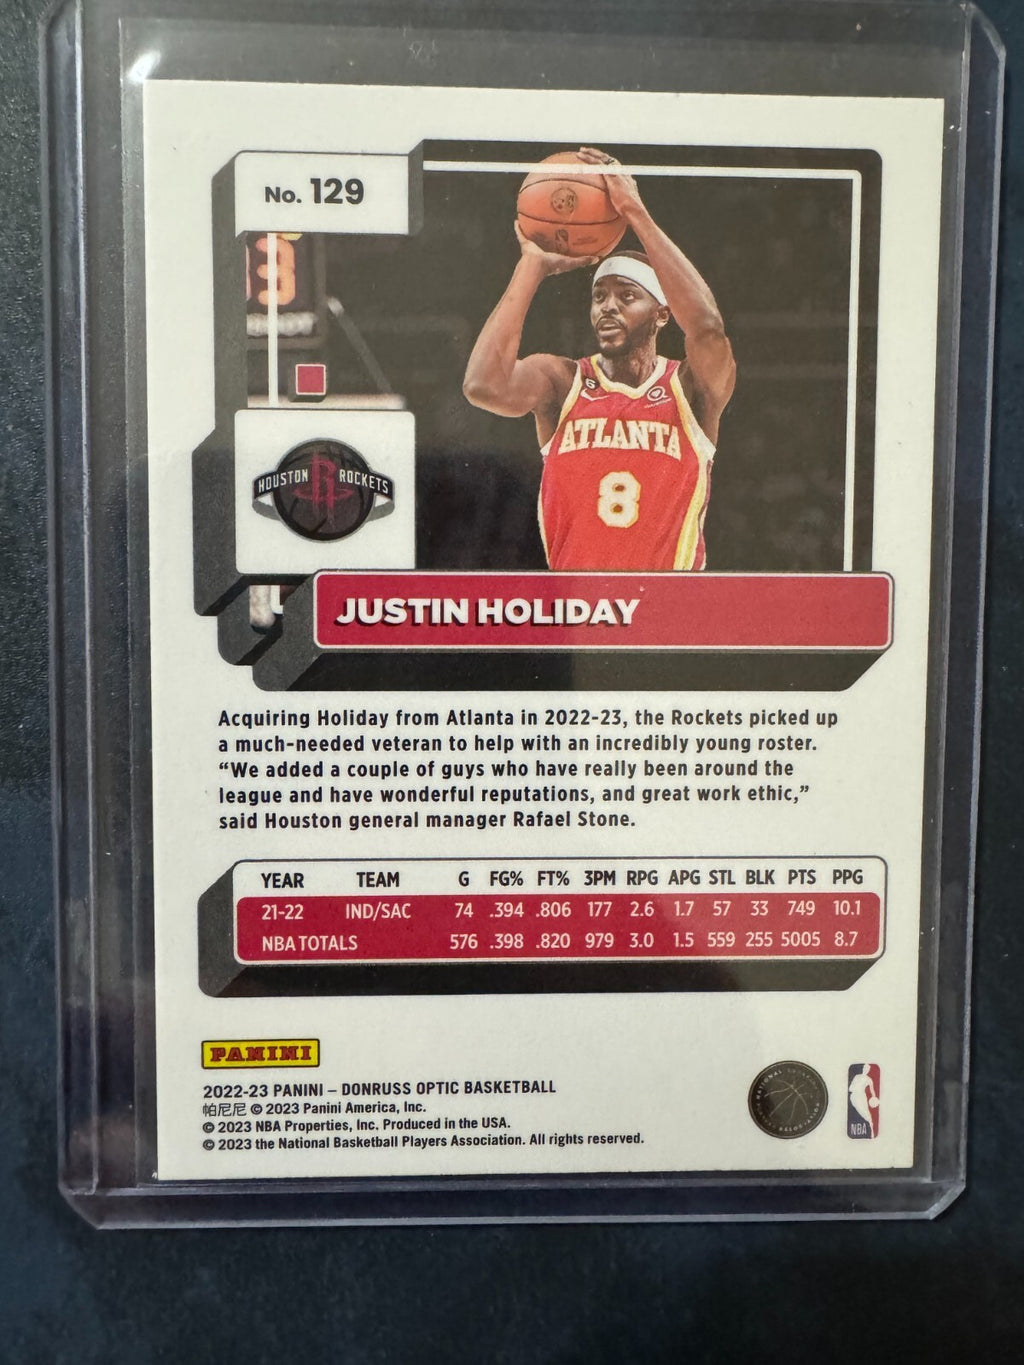 No. 129
3
6
ATLANTA
8
HOUSTON ROCKETS
JUSTIN HOLIDAY
Acquiring Holiday from Atlanta in 2022-23, the Rockets picked up
a much-needed veteran to help with an incredibly young roster.
“We added a couple of guys who have really been around the
league and have wonderful reputations, and great work ethic,”
said Houston general manager Rafael Stone.
YEAR TEAM G FG% FT% 3PM RPG APG STL BLK PTS PPG
21-22 IND/SAC 74 .394 .806 177 2.6 1.7 57 33 749 10.1
NBA TOTALS 576 .398 .820 979 3.0 1.5 559 255 5005 8.7
PANINI
2022-23 PANINI – DONRUSS OPTIC BASKETBALL
帕尼尼 © 2023 Panini America, Inc.
© 2023 NBA Properties, Inc. Produced in the USA.
© 2023 the National Basketball Players Association. All rights reserved.
NBA